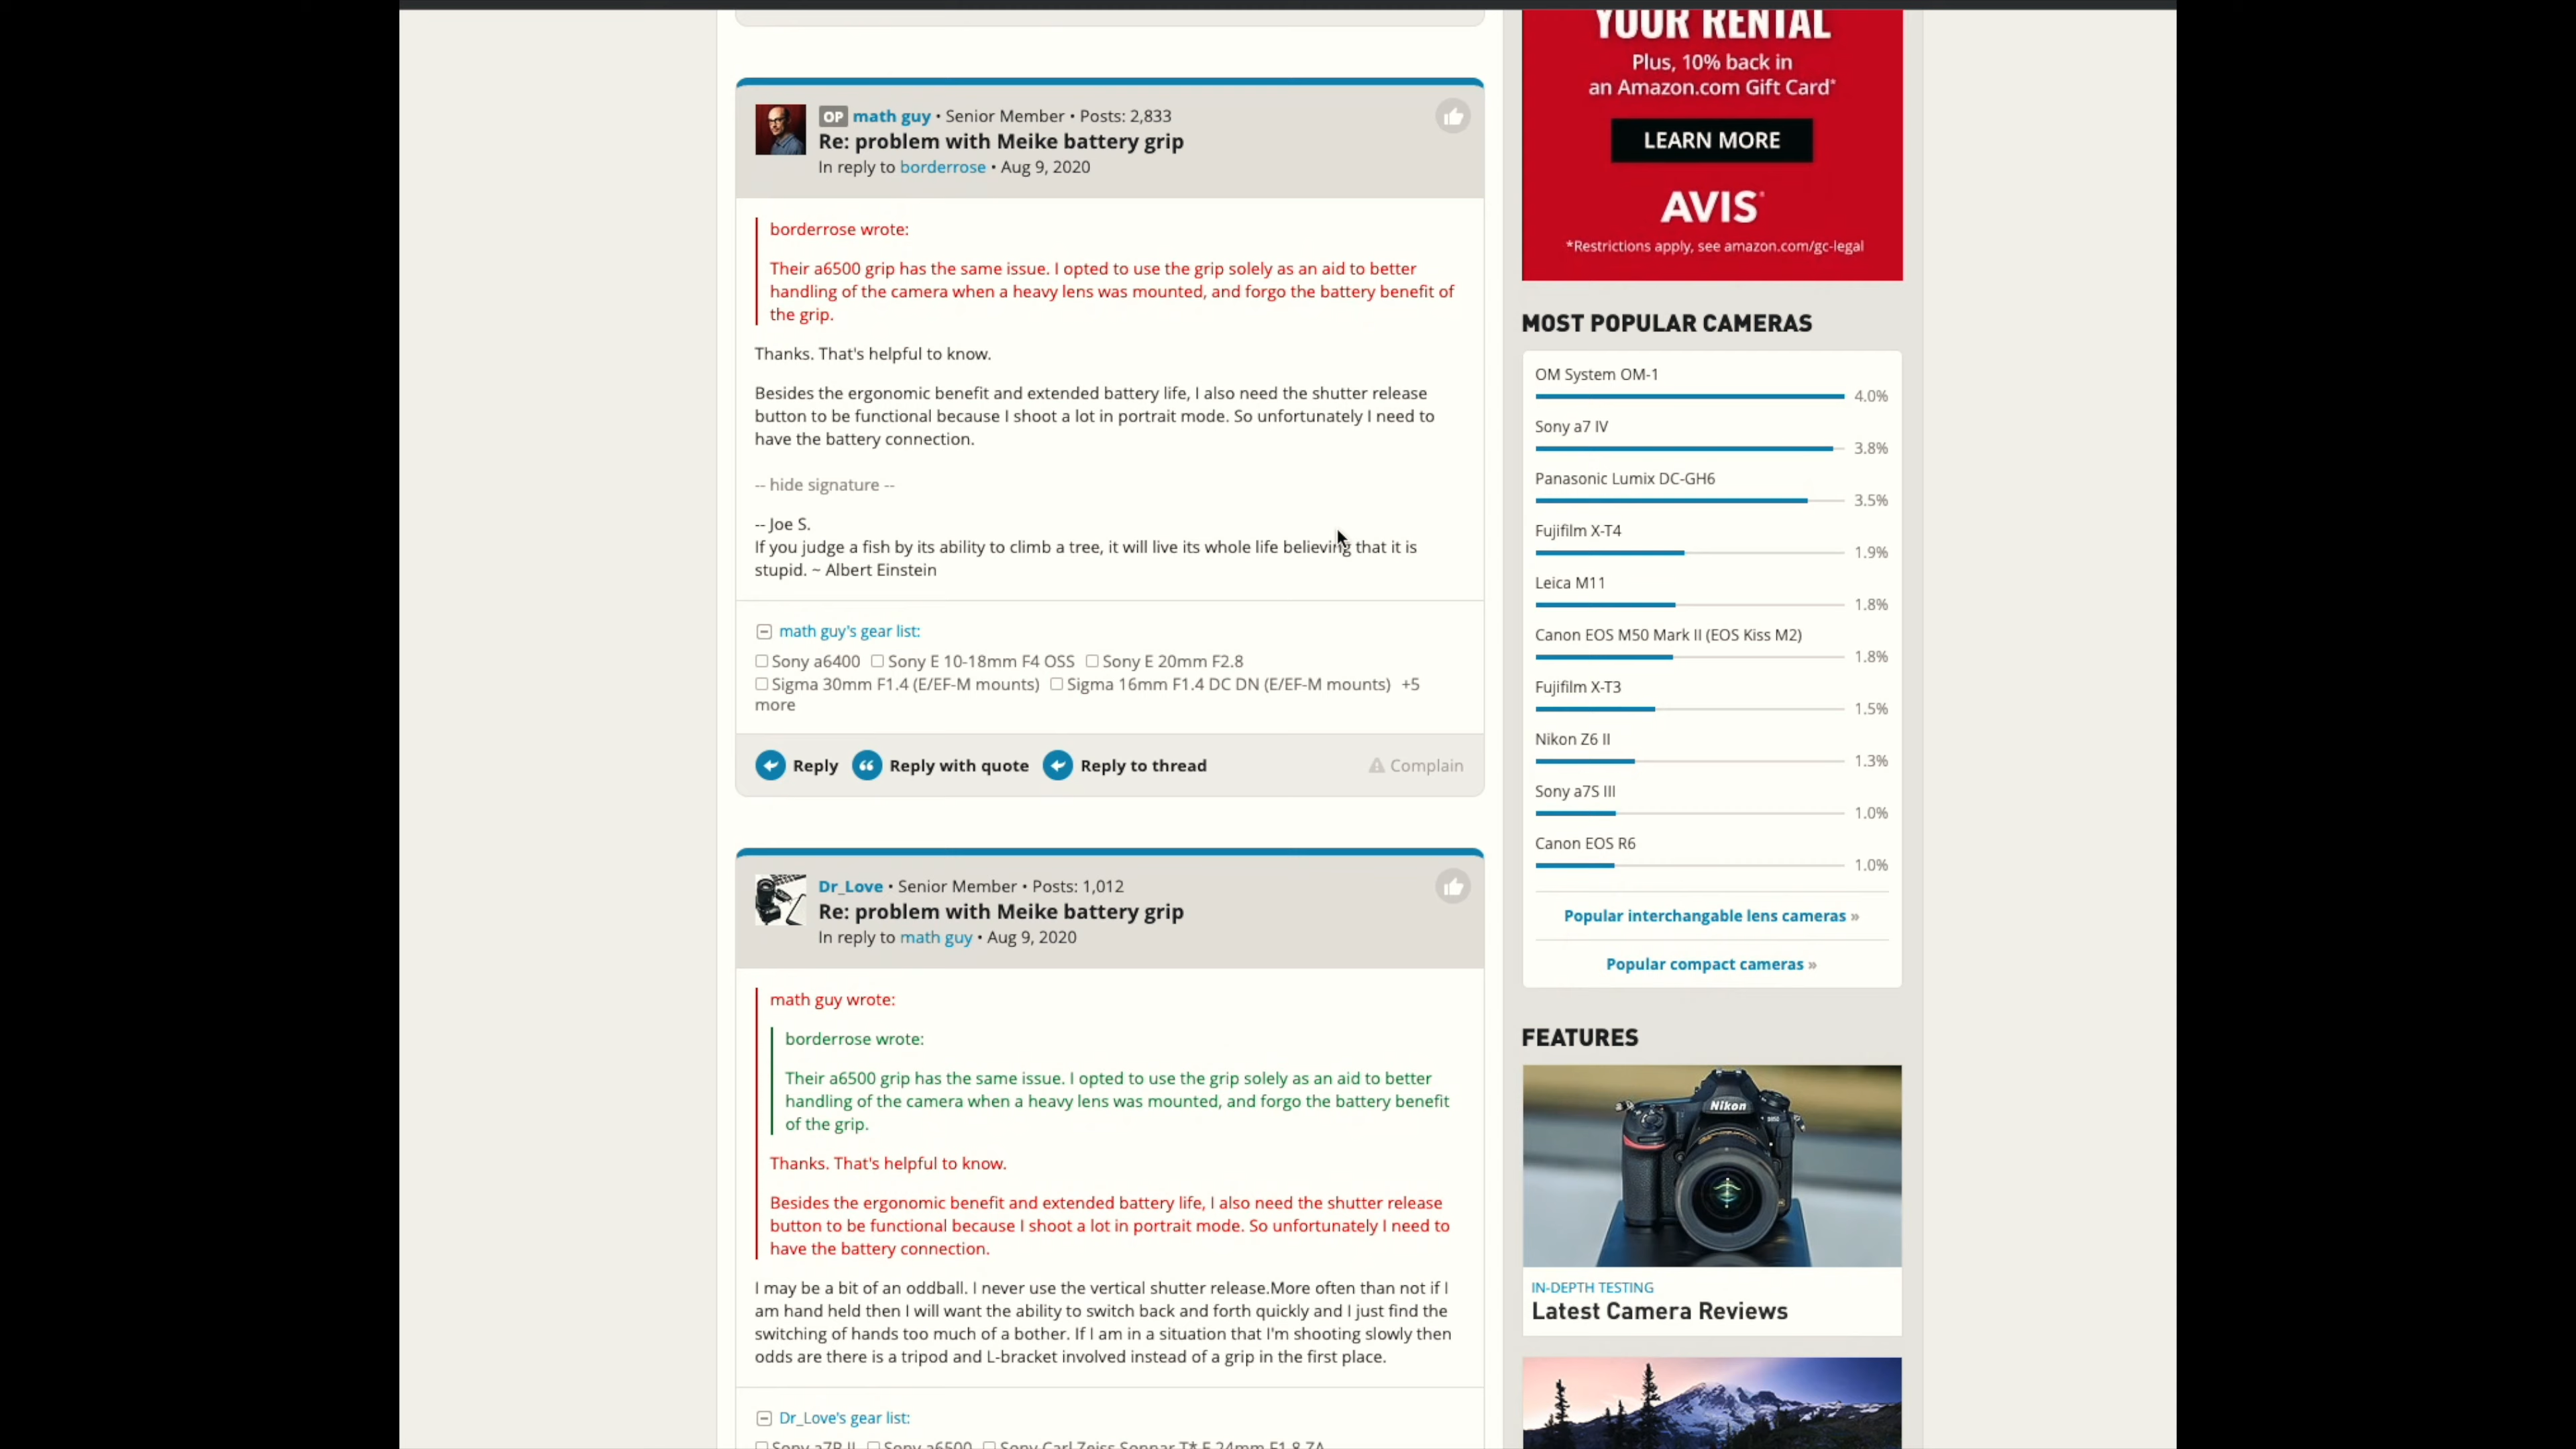 OP math guy • Senior Member • Posts: 2,833
Re: problem with Meike battery grip
In reply to borderrose • Aug 9, 2020
borderrose wrote:
Their a6500 grip has the same issue. I opted to use the grip solely as an aid to better
handling of the camera when a heavy lens was mounted, and forgo the battery benefit of
the grip.
Thanks. That's helpful to know.
Besides the ergonomic benefit and extended battery life, I also need the shutter release
button to be functional because I shoot a lot in portrait mode. So unfortunately I need to
have the battery connection.
-- hide signature --
-- Joe S.
If you judge a fish by its ability to climb a tree, it will live its whole life believing that it is
stupid. ~ Albert Einstein
math guy's gear list:
Sony a6400 Sony E 10-18mm F4 OSS Sony E 20mm F2.8
Sigma 30mm F1.4 (E/EF-M mounts) Sigma 16mm F1.4 DC DN (E/EF-M mounts) +5
more
Reply Reply with quote Reply to thread Complain
Dr_Love • Senior Member • Posts: 1,012
Re: problem with Meike battery grip
In reply to math guy • Aug 9, 2020
math guy wrote:
borderrose wrote:
Their a6500 grip has the same issue. I opted to use the grip solely as an aid to better
handling of the camera when a heavy lens was mounted, and forgo the battery benefit
of the grip.
Thanks. That's helpful to know.
Besides the ergonomic benefit and extended battery life, I also need the shutter release
button to be functional because I shoot a lot in portrait mode. So unfortunately I need to
have the battery connection.
I may be a bit of an oddball. I never use the vertical shutter release.More often than not if I
am hand held then I will want the ability to switch back and forth quickly and I just find the
switching of hands too much of a bother. If I am in a situation that I'm shooting slowly then
odds are there is a tripod and L-bracket involved instead of a grip in the first place.
Dr_Love's gear list:
Sony a7R II Sony a6500 Sony Carl Zeiss Sonnar T* E 24mm F1.8 ZA
YOUR RENTAL
Plus, 10% back in
an Amazon.com Gift Card*
LEARN MORE
AVIS
*Restrictions apply, see amazon.com/gc-legal
MOST POPULAR CAMERAS
OM System OM-1
4.0%
Sony a7 IV
3.8%
Panasonic Lumix DC-GH6
3.5%
Fujifilm X-T4
1.9%
Leica M11
1.8%
Canon EOS M50 Mark II (EOS Kiss M2)
1.8%
Fujifilm X-T3
1.5%
Nikon Z6 II
1.3%
Sony a7S III
1.0%
Canon EOS R6
1.0%
Popular interchangable lens cameras »
Popular compact cameras »
FEATURES
Nikon
IN-DEPTH TESTING
Latest Camera Reviews